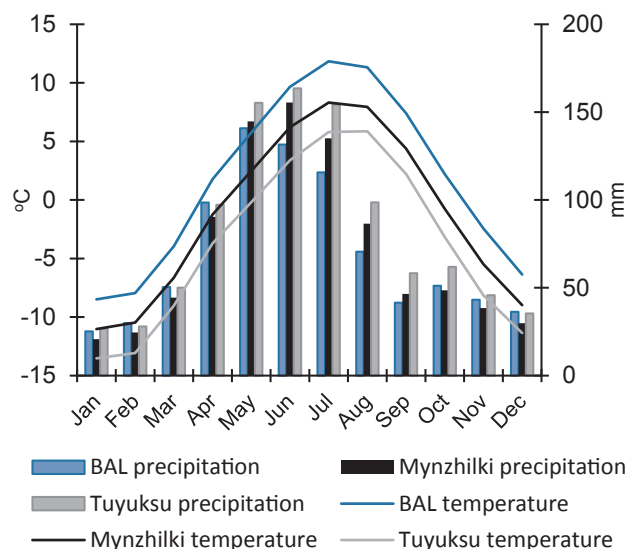 15
10
5
0
-5
-10
-15
ºC
200
150
100
50
0
mm
Jan Feb Mar Apr May Jun Jul Aug Sep Oct Nov Dec
BAL precipitation Mynzhilki precipitation
Tuyuksu precipitation BAL temperature
Mynzhilki temperature Tuyuksu temperature